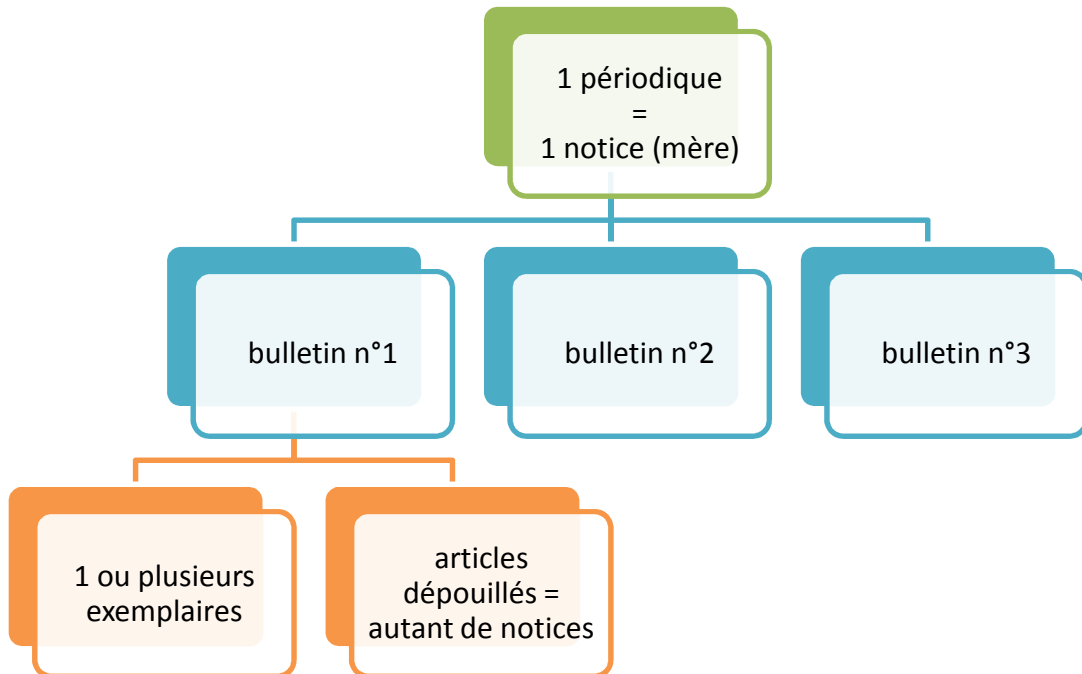 1 périodique
=
1 notice (mère)
bulletin n°1
bulletin n°2
bulletin n°3
1 ou plusieurs
exemplaires
articles
dépouillés =
autant de notices